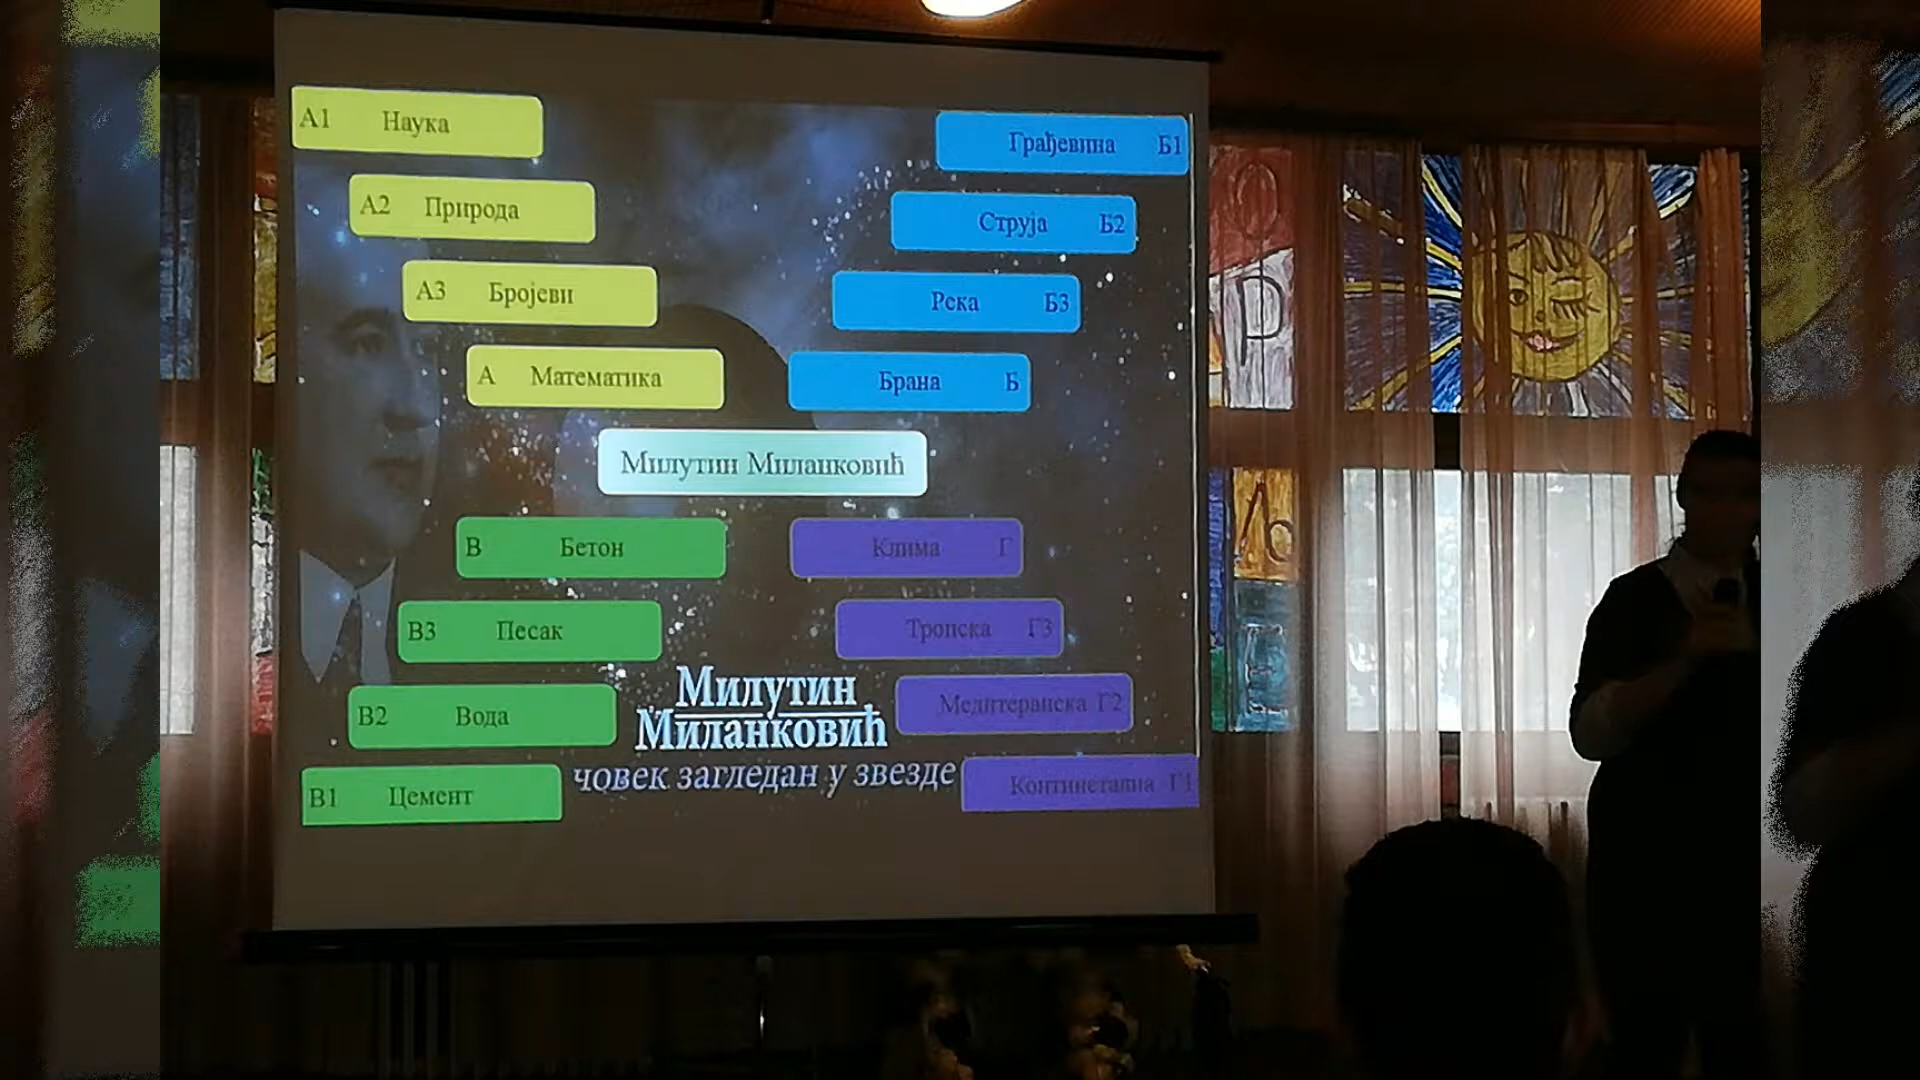 А1 Наука
Грађевина Б1
А2 Природа
Струја Б2
А3 Бројеви
Река Б3
А Математика
Брана Б
Милутин Миланковић
В Бетон
Клима Г
В3 Песак
Тропска Г3
В2 Вода
Медитеранска Г2
В1 Цемент
Континетална Г1
Милутин
Миланковић
човек загледан у звезде